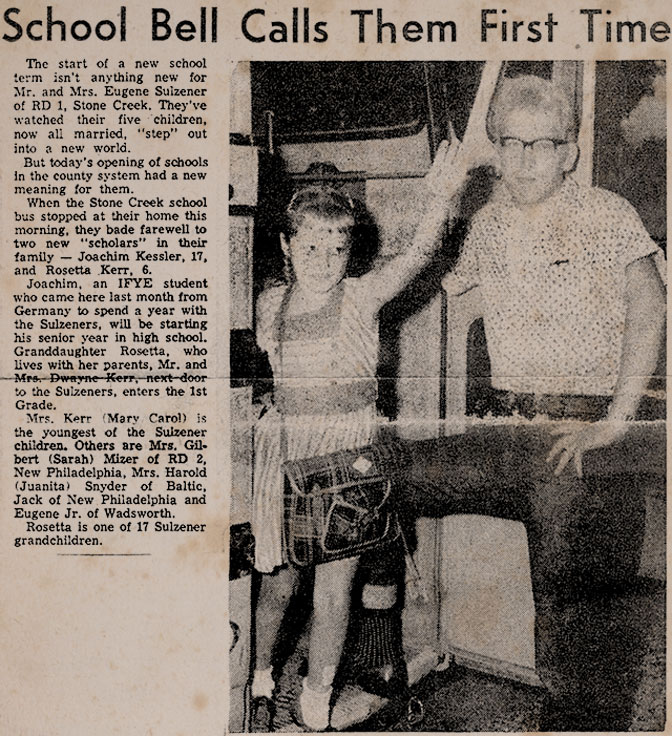 School Bell Calls Them First Time
The start of a new school
term isn't anything new for
Mr. and Mrs. Eugene Sulzener
of RD 1, Stone Creek. They've
watched their five children,
now all married, "step" out
into a new world.
But today's opening of schools
in the county system had a new
meaning for them.
When the Stone Creek school
bus stopped at their home this
morning, they bade farewell to
two new "scholars" in their
family — Joachim Kessler, 17,
and Rosetta Kerr, 6.
Joachim, an IFYE student
who came here last month from
Germany to spend a year with
the Sulzeners, will be starting
his senior year in high school.
Granddaughter Rosetta, who
lives with her parents, Mr. and
Mrs. Dwayne Kerr, next door
to the Sulzeners, enters the 1st
Grade.
Mrs. Kerr (Mary Carol) is
the youngest of the Sulzener
children. Others are Mrs. Gil-
bert (Sarah) Mizer of RD 2,
New Philadelphia, Mrs. Harold
(Juanita) Snyder of Baltic,
Jack of New Philadelphia and
Eugene Jr. of Wadsworth.
Rosetta is one of 17 Sulzener
grandchildren.